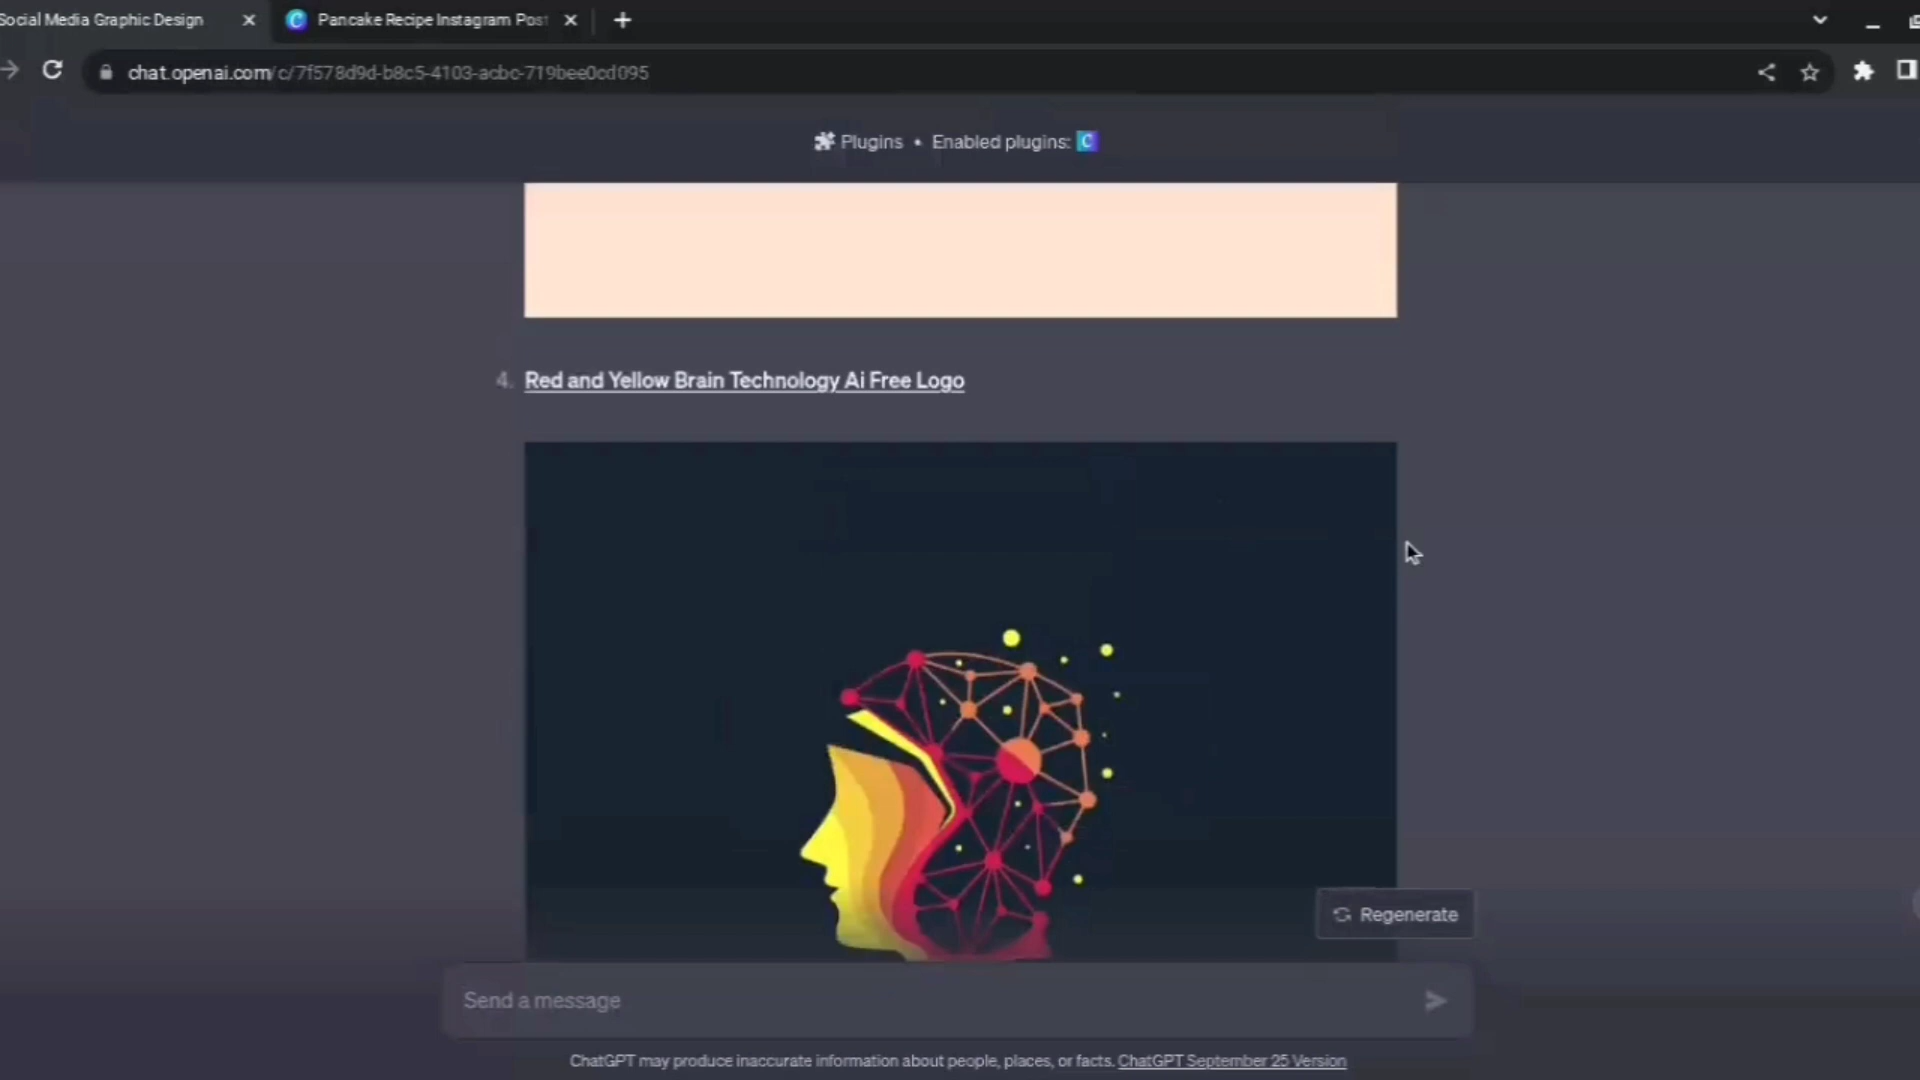 Social Media Graphic Design
Pancake Recipe Instagram Post
chat.openai.com/c/7f578d9d-b8c5-4103-acbc-719bee0cd095
Plugins • Enabled plugins: C
4. Red and Yellow Brain Technology Ai Free Logo
Regenerate
Send a message
ChatGPT may produce inaccurate information about people, places, or facts. ChatGPT September 25 Version